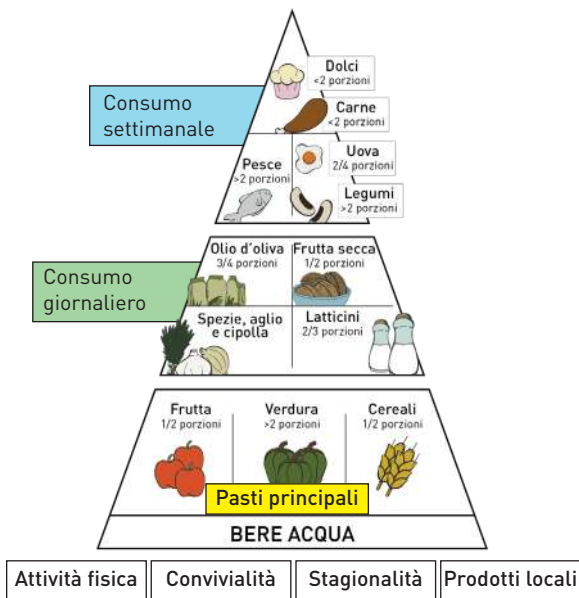 Dolci
<2 porzioni
Consumo
settimanale
Carne
<2 porzioni
Pesce
>2 porzioni
Uova
2/4 porzioni
Legumi
>2 porzioni
Olio d'oliva
3/4 porzioni
Frutta secca
1/2 porzioni
Consumo
giornaliero
Spezie, aglio
e cipolla
Latticini
2/3 porzioni
Frutta
1/2 porzioni
Verdura
>2 porzioni
Cereali
1/2 porzioni
Pasti principali
BERE ACQUA
Attività fisica
Convivialità
Stagionalità
Prodotti locali